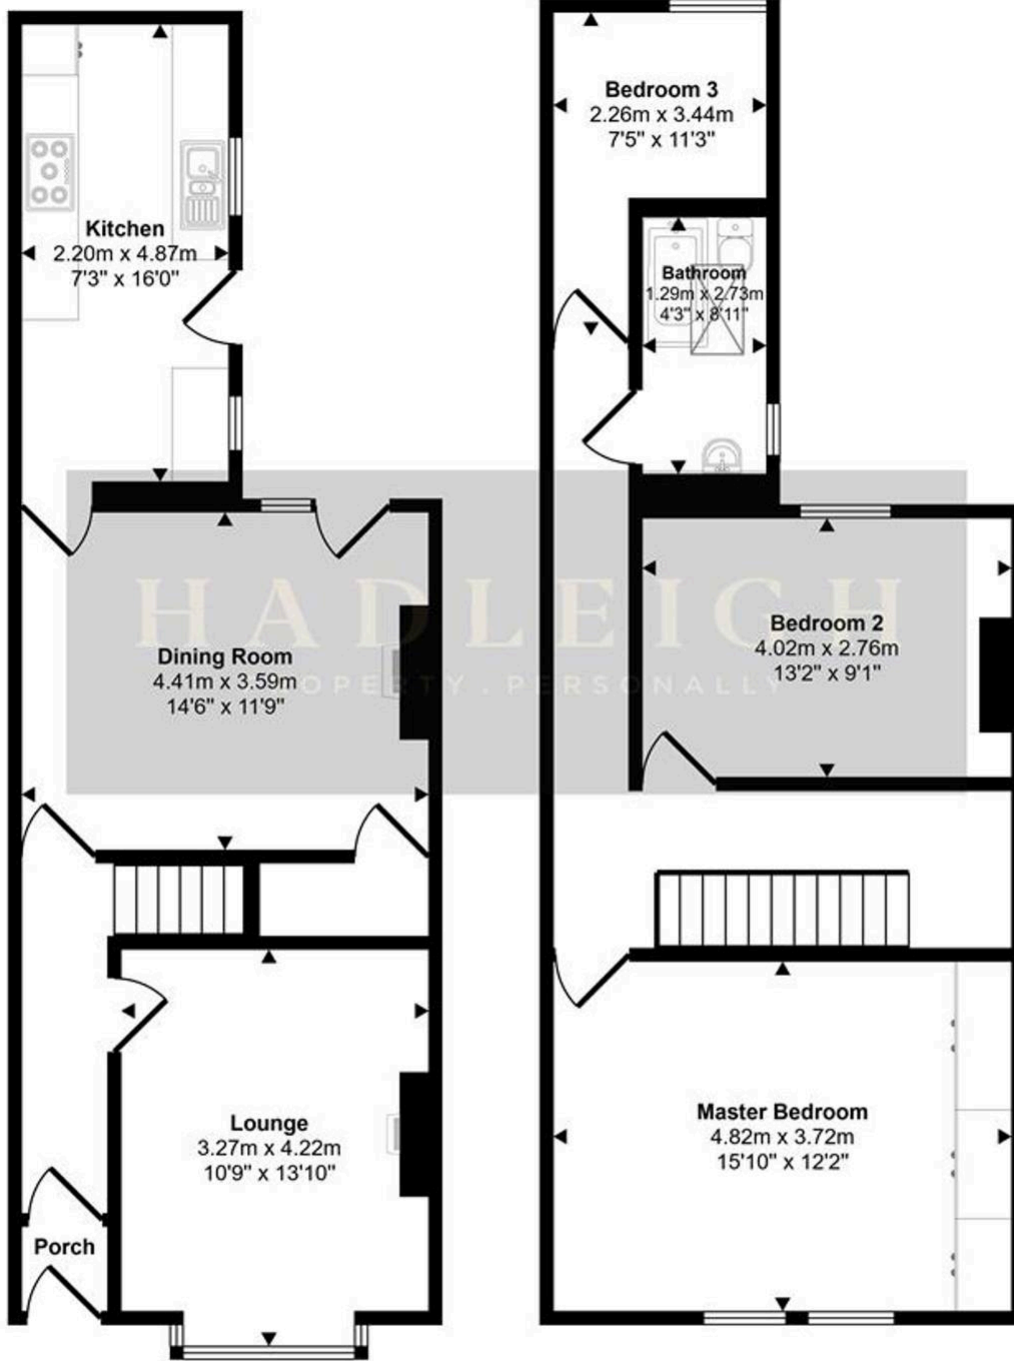 Kitchen
2.20m x 4.87m
7'3" x 16'0"
Dining Room
4.41m x 3.59m
14'6" x 11'9"
Lounge
3.27m x 4.22m
10'9" x 13'10"
Porch
Bedroom 3
2.26m x 3.44m
7'5" x 11'3"
Bathroom
1.29m x 2.73m
4'3" x 8'11"
Bedroom 2
4.02m x 2.76m
13'2" x 9'1"
Master Bedroom
4.82m x 3.72m
15'10" x 12'2"
HADLEIGH
PROPERTY . PERSONALLY